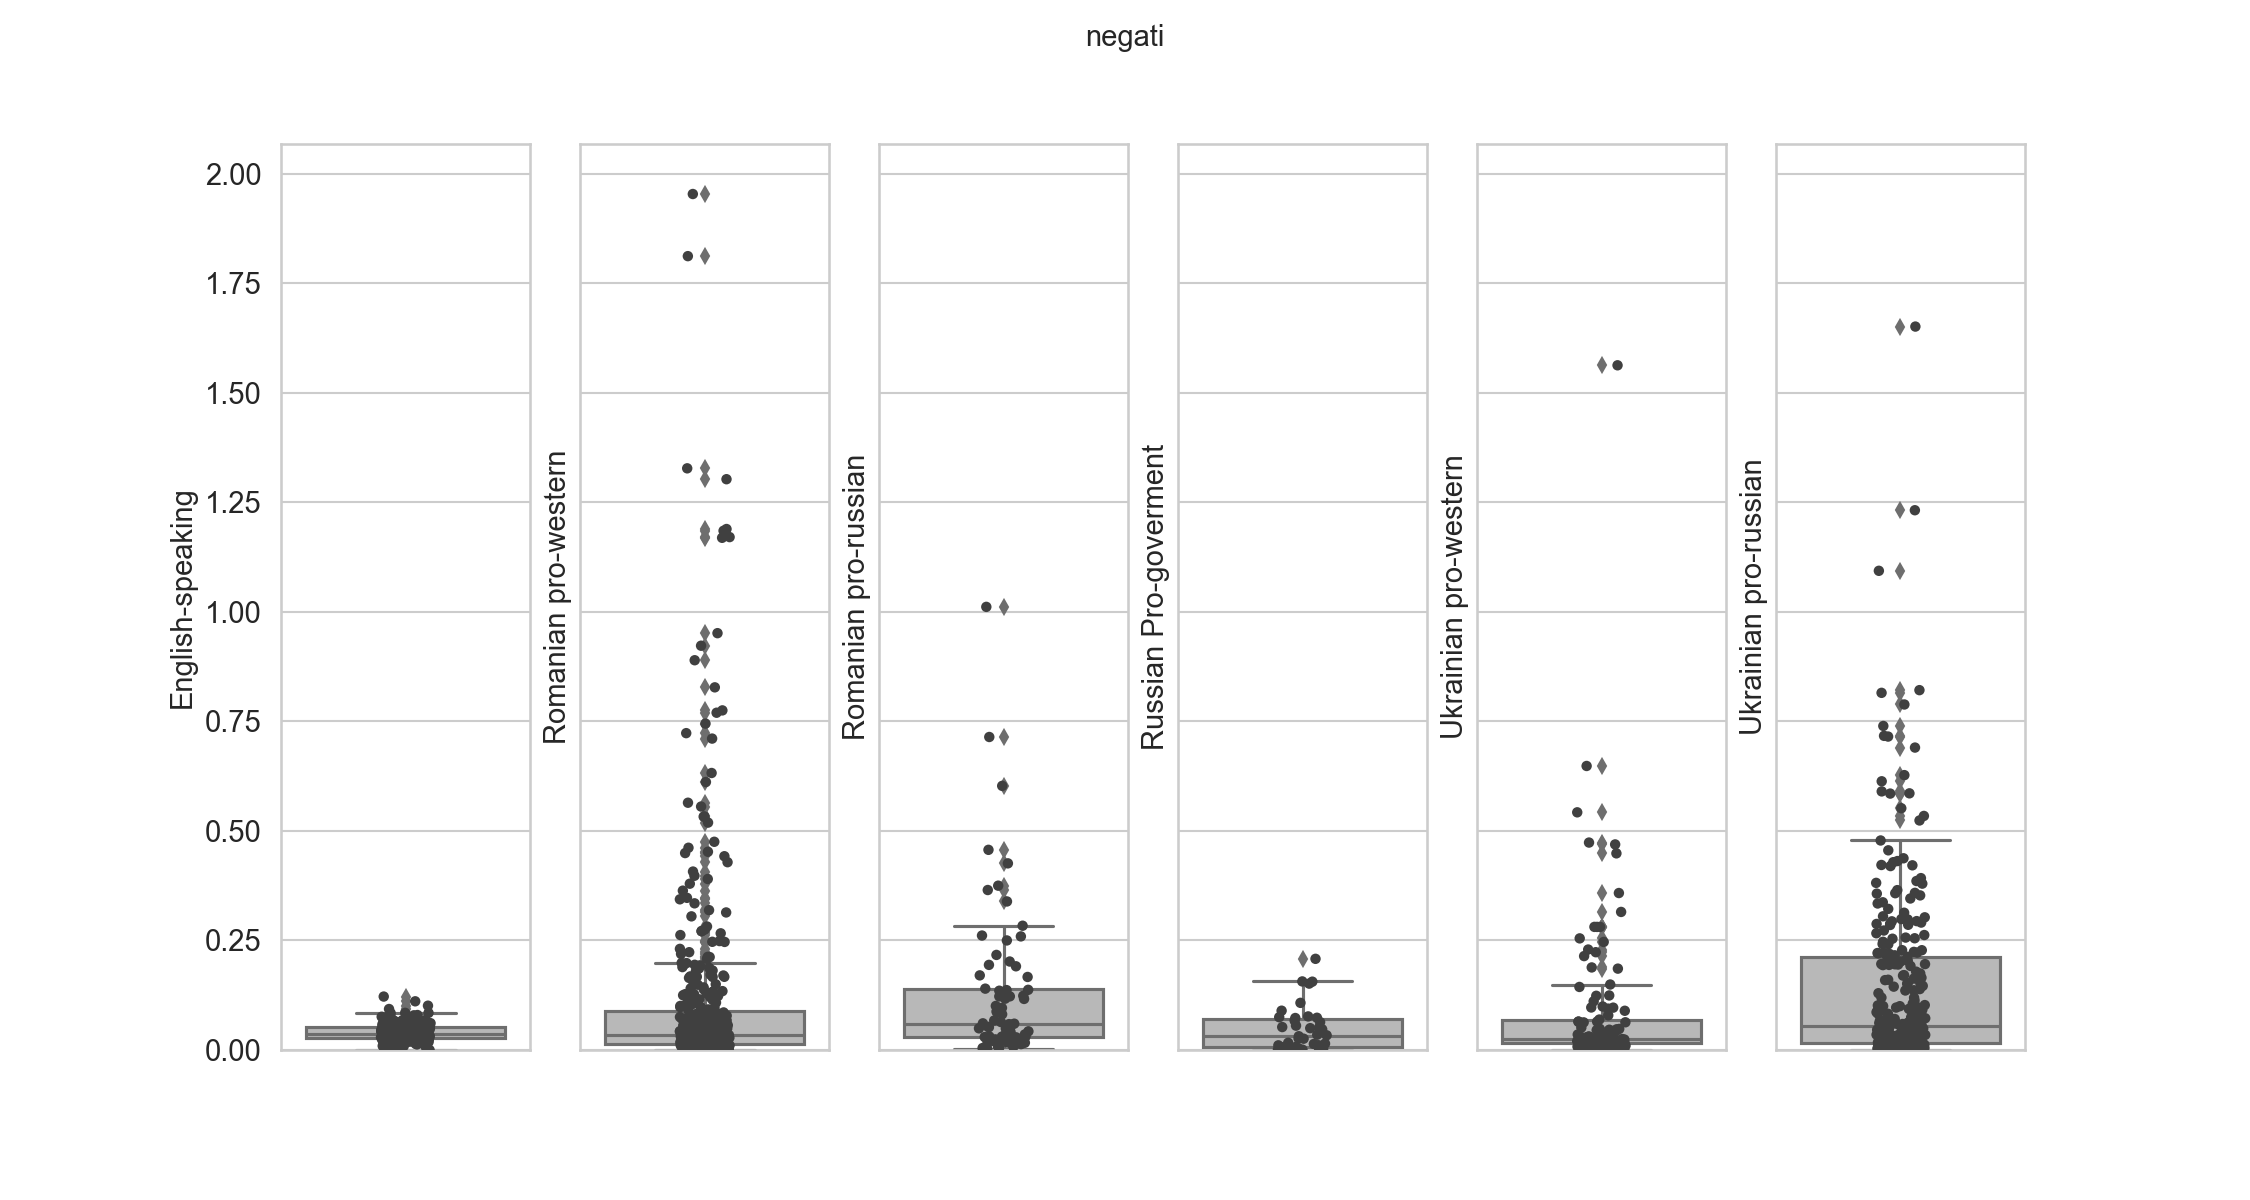 negati
2.00
1.75
1.50
1.25
1.00
0.75
0.50
0.25
0.00
English-speaking
Romanian pro-western
Romanian pro-russian
Russian Pro-goverment
Ukrainian pro-western
Ukrainian pro-russian